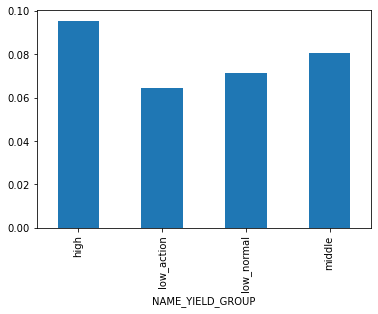 0.10
0.08
0.06
0.04
0.02
0.00
high
low_action
low_normal
middle
NAME_YIELD_GROUP